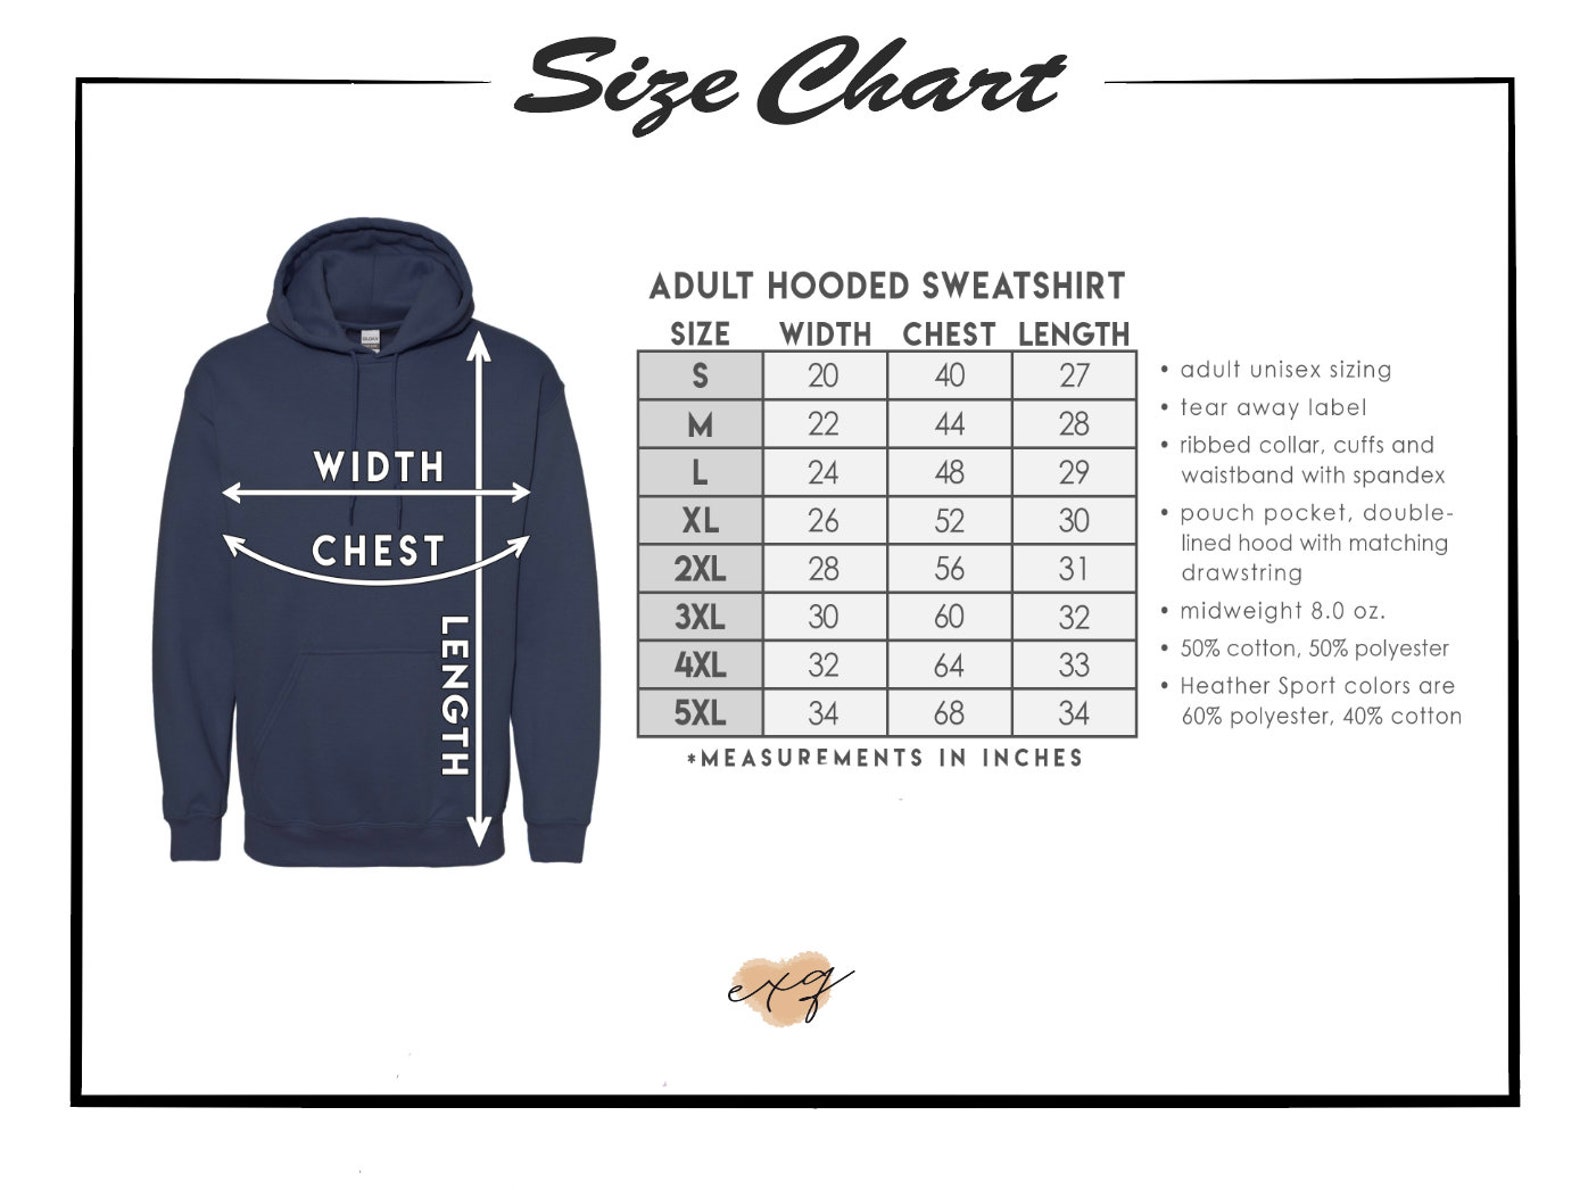 Size Chart
WIDTH
CHEST
LENGTH
ADULT HOODED SWEATSHIRT
SIZE WIDTH CHEST LENGTH
S 20 40 27
M 22 44 28
L 24 48 29
XL 26 52 30
2XL 28 56 31
3XL 30 60 32
4XL 32 64 33
5XL 34 68 34
*MEASUREMENTS IN INCHES
• adult unisex sizing
• tear away label
• ribbed collar, cuffs and
waistband with spandex
• pouch pocket, double-
lined hood with matching
drawstring
• midweight 8.0 oz.
• 50% cotton, 50% polyester
• Heather Sport colors are
60% polyester, 40% cotton
exq